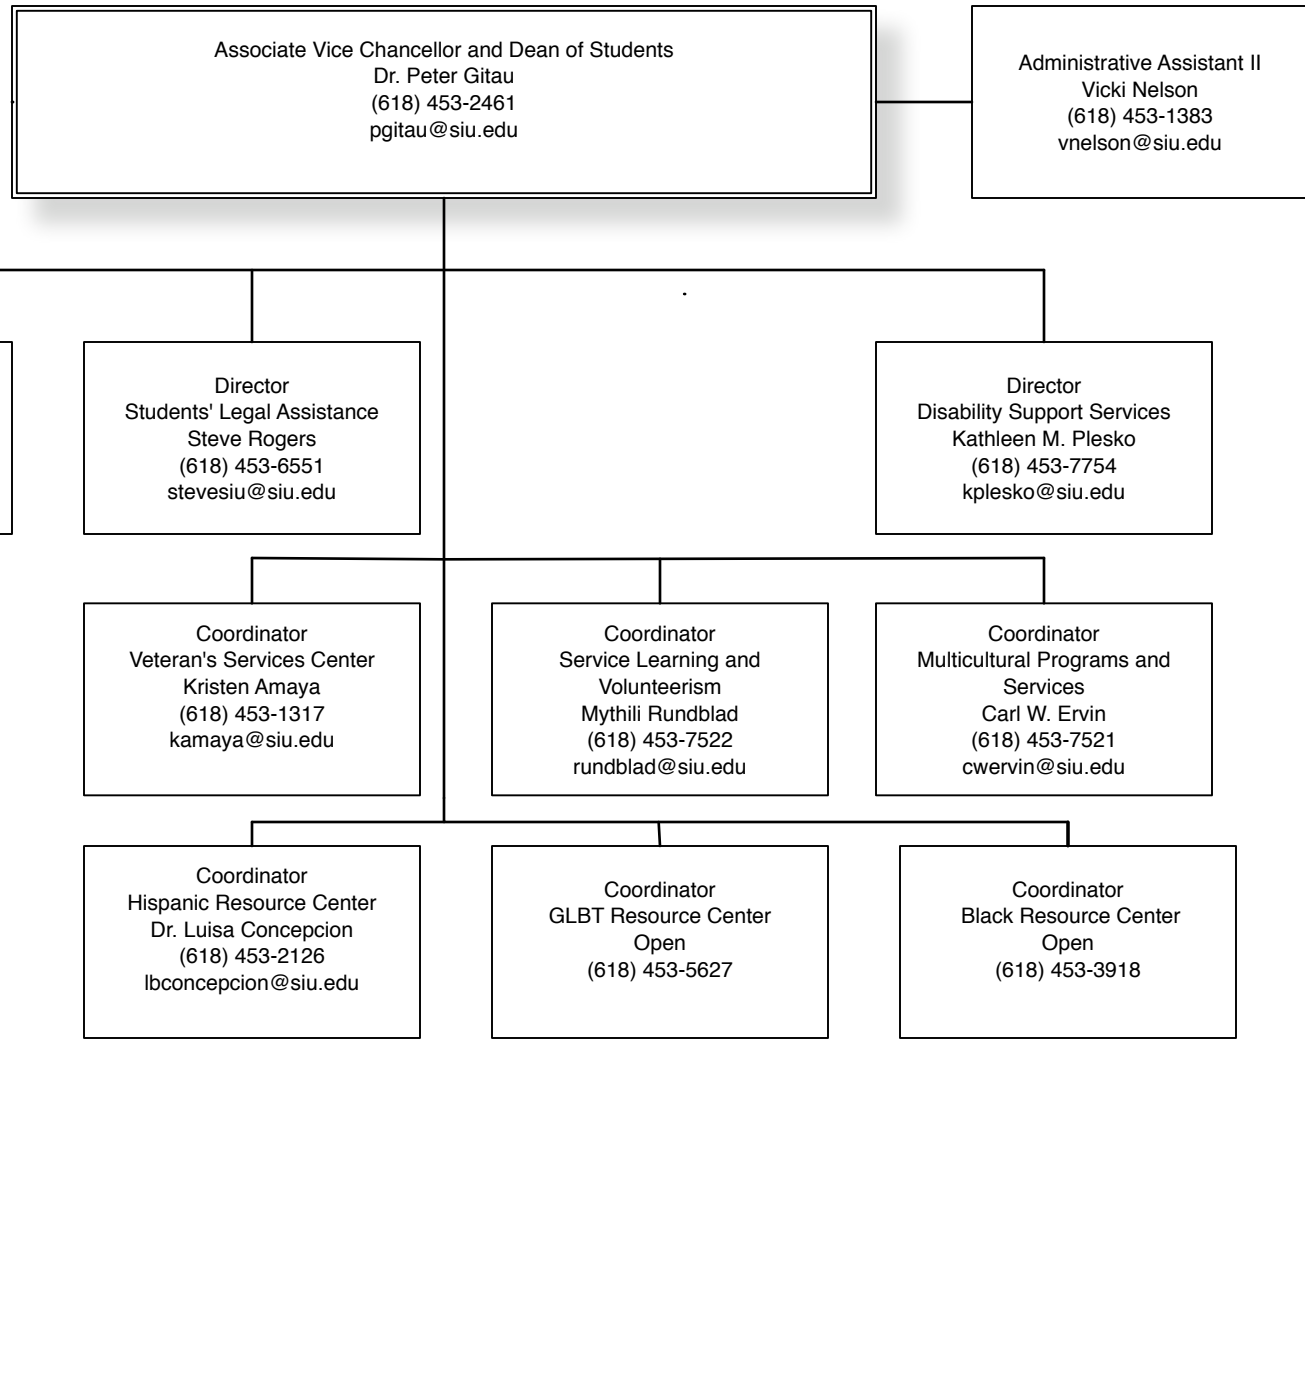 Associate Vice Chancellor and Dean of Students
Dr. Peter Gitau
(618) 453-2461
pgitau@siu.edu
Administrative Assistant II
Vicki Nelson
(618) 453-1383
vnelson@siu.edu
Director
Students' Legal Assistance
Steve Rogers
(618) 453-6551
stevesiu@siu.edu
Director
Disability Support Services
Kathleen M. Plesko
(618) 453-7754
kplesko@siu.edu
Coordinator
Veteran's Services Center
Kristen Amaya
(618) 453-1317
kamaya@siu.edu
Coordinator
Service Learning and
Volunteerism
Mythili Rundblad
(618) 453-7522
rundblad@siu.edu
Coordinator
Multicultural Programs and
Services
Carl W. Ervin
(618) 453-7521
cwervin@siu.edu
Coordinator
Hispanic Resource Center
Dr. Luisa Concepcion
(618) 453-2126
lbconcepcion@siu.edu
Coordinator
GLBT Resource Center
Open
(618) 453-5627
Coordinator
Black Resource Center
Open
(618) 453-3918